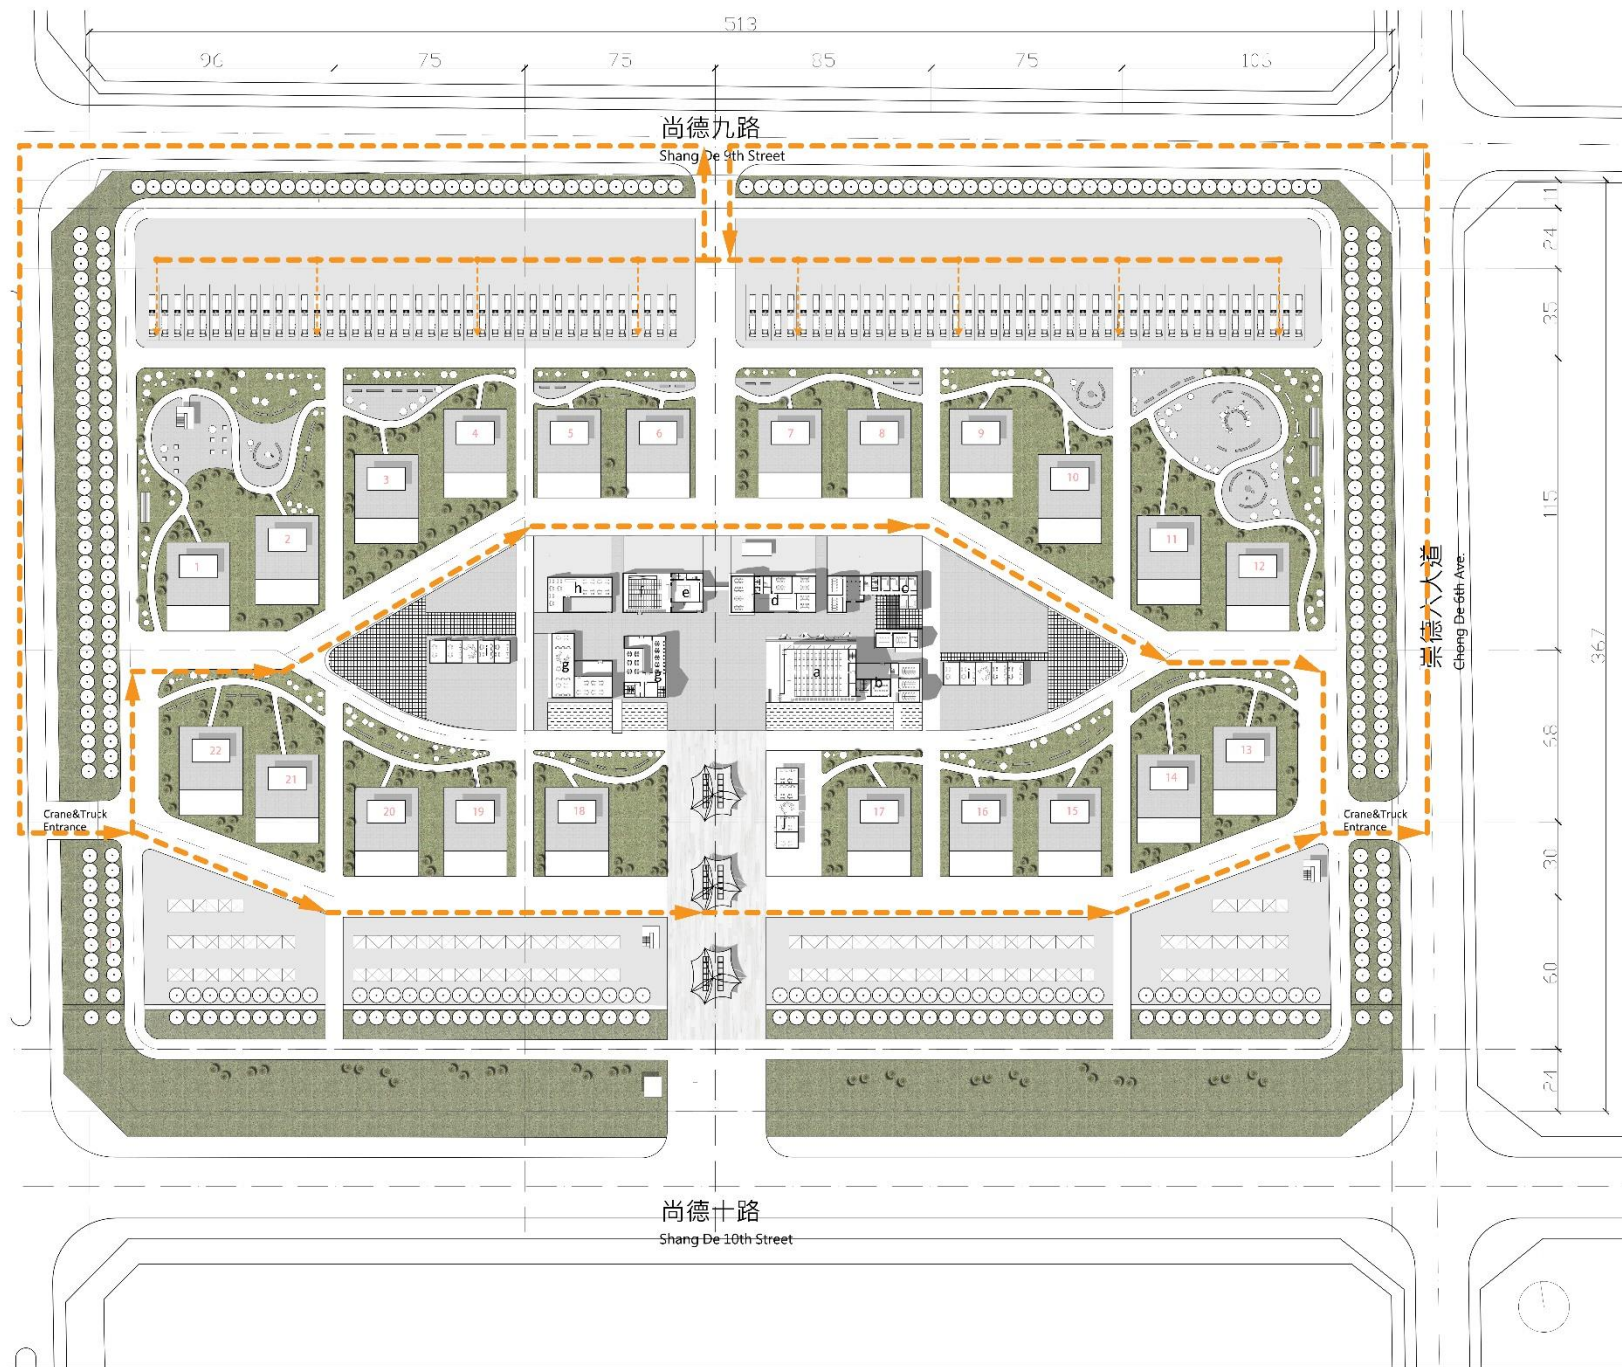 513
96 75 75 85 75 103
尚德九路
Shang De 9th Street
11
24
35
115
68
30
60
24
367
4 5 6 7 8 9
3 10
2 11
1 12
h f e d c
g g i a b i
22 13
21 14
20 19 18 j 17 16 15
崇德六大道
Chong De 6th Ave.
Crane&Truck
Entrance
Crane&Truck
Entrance
尚德十路
Shang De 10th Street